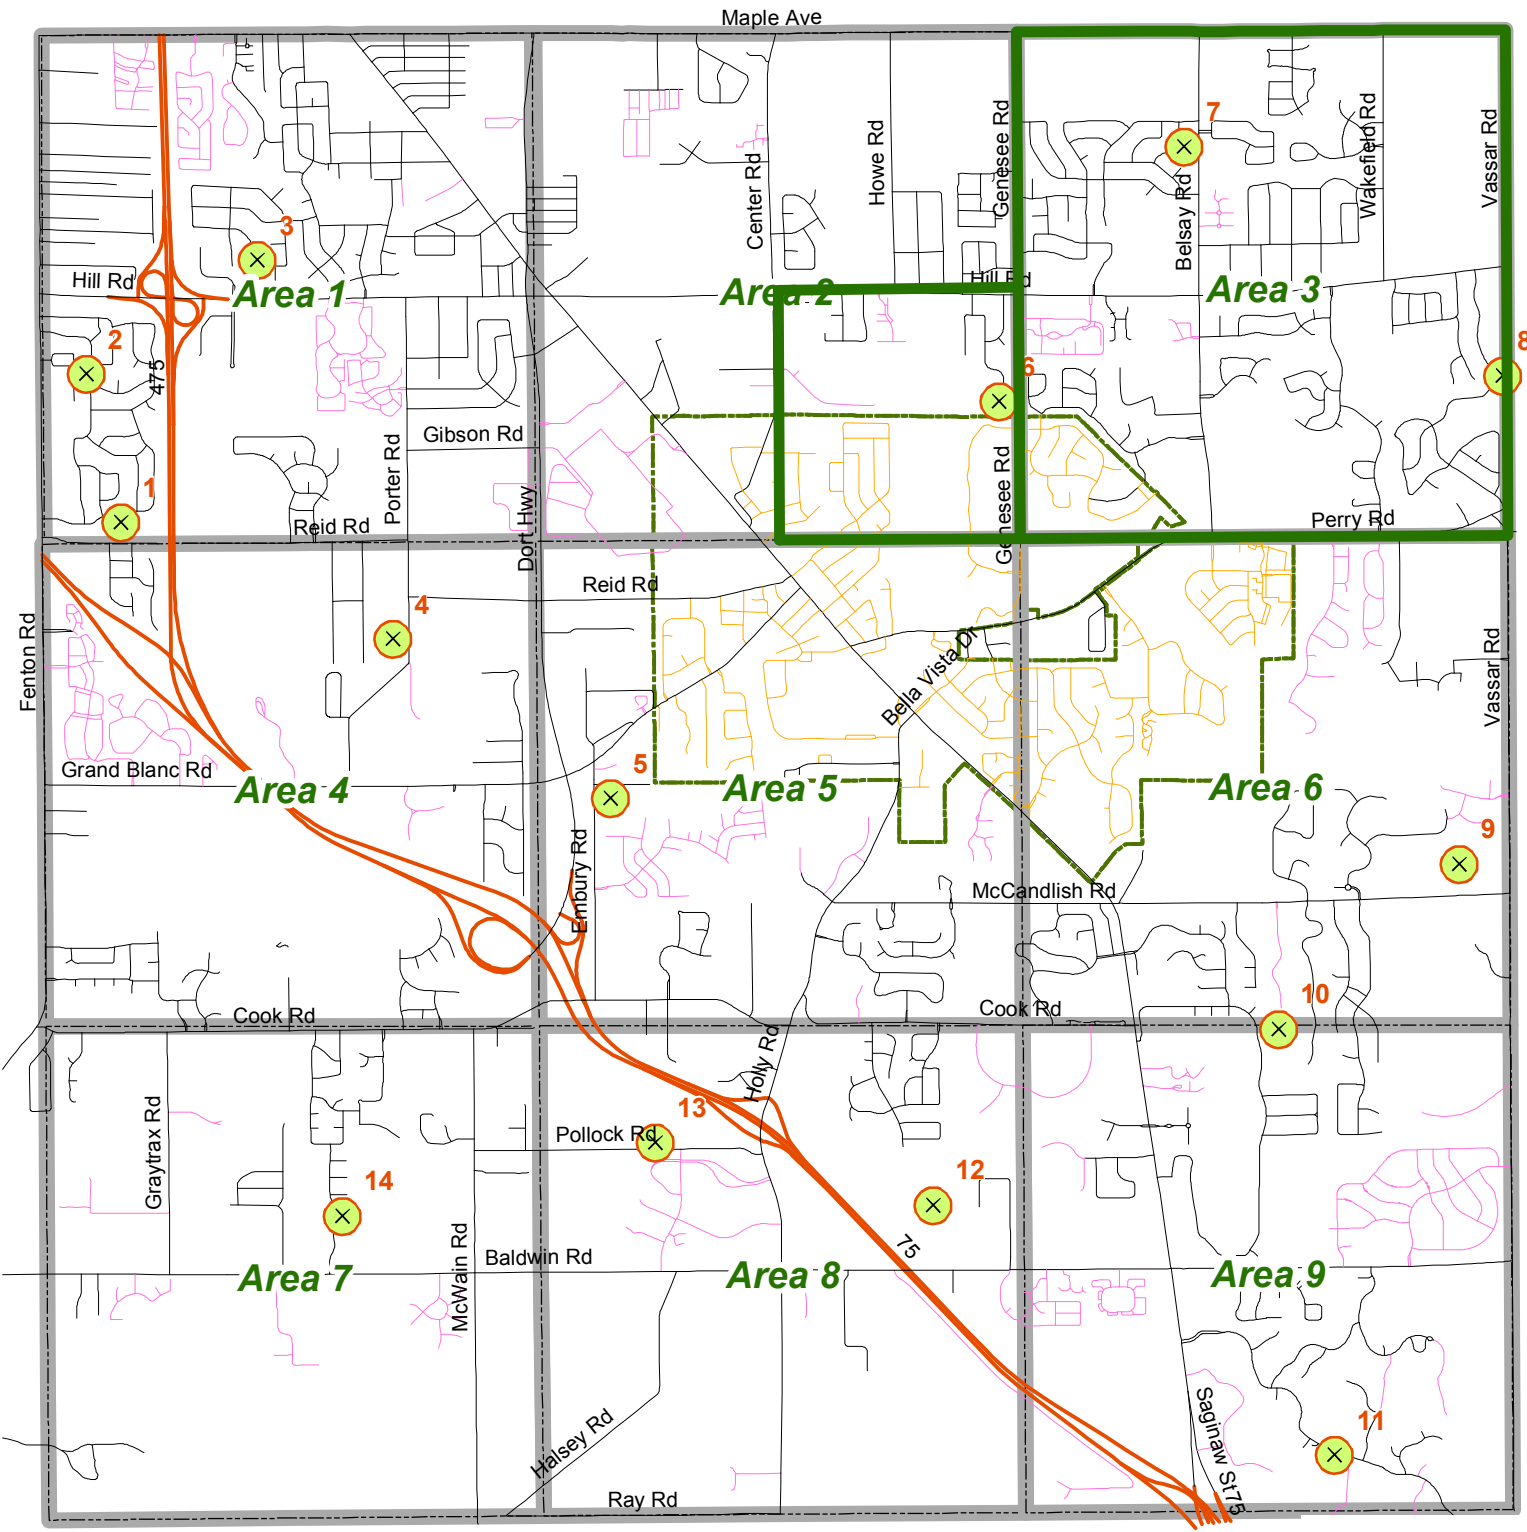 Maple Ave
Genesee Rd
Howe Rd
Center Rd
Wakefield Rd
Vassar Rd
Belsay Rd
7
3
Hill Rd
Area 1
Area 2
Hill Rd
Area 3
2
475
6
8
Gibson Rd
Porter Rd
1
Dort Hwy
Genesee Rd
Reid Rd
Perry Rd
Reid Rd
4
Fenton Rd
Bella Vista Dr
Vassar Rd
Grand Blanc Rd
Area 4
5
Area 5
Area 6
9
Embury Rd
McCandlish Rd
10
Cook Rd
Cook Rd
Holly Rd
13
Graytrax Rd
Pollock Rd
14
12
McWain Rd
Baldwin Rd
75
Area 7
Area 8
Area 9
Halsey Rd
Saginaw St
11
Ray Rd
75